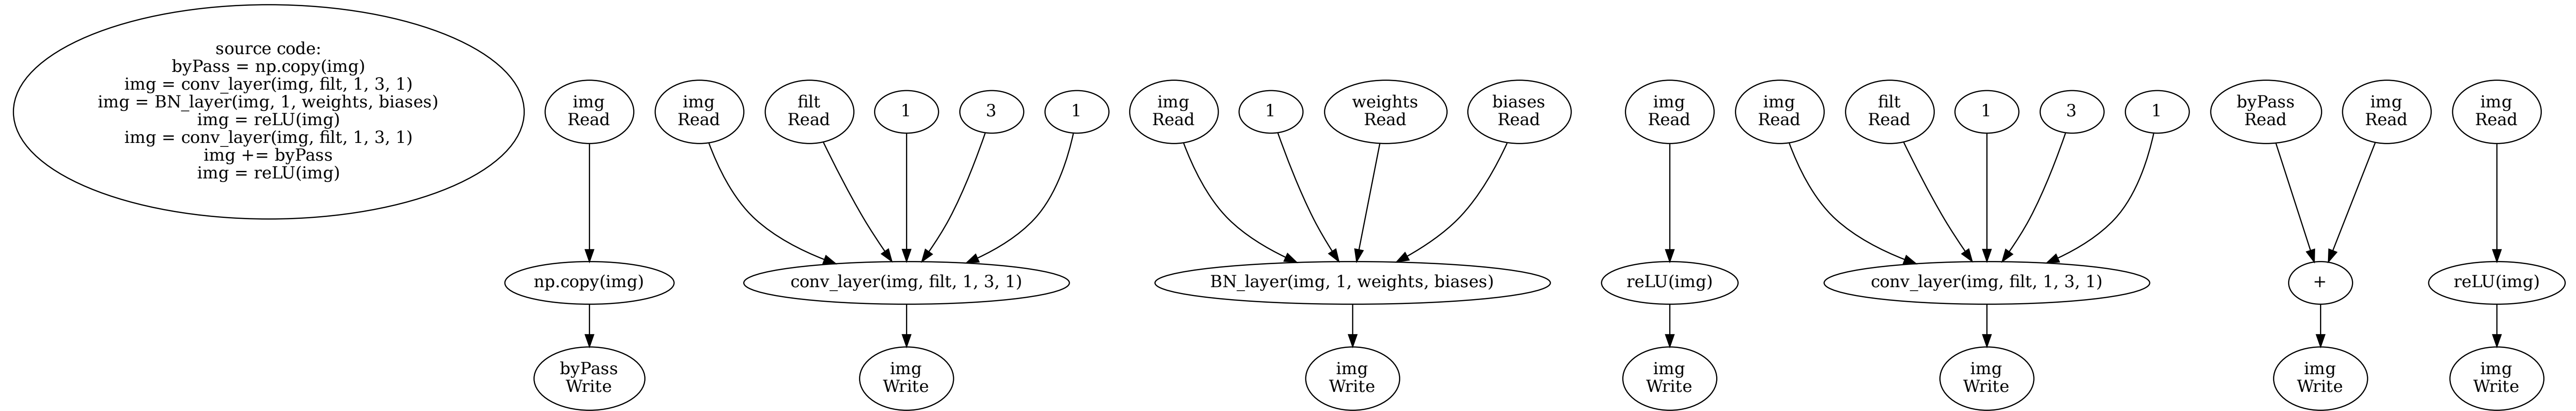 source code:
byPass = np.copy(img)
img = conv_layer(img, filt, 1, 3, 1)
img = BN_layer(img, 1, weights, biases)
img = reLU(img)
img = conv_layer(img, filt, 1, 3, 1)
img += byPass
img = reLU(img)
img
Read
img
Read
filt
Read
1
3
1
img
Read
1
weights
Read
biases
Read
img
Read
img
Read
filt
Read
1
3
1
byPass
Read
img
Read
img
Read
np.copy(img)
conv_layer(img, filt, 1, 3, 1)
BN_layer(img, 1, weights, biases)
reLU(img)
conv_layer(img, filt, 1, 3, 1)
+
reLU(img)
byPass
Write
img
Write
img
Write
img
Write
img
Write
img
Write
img
Write